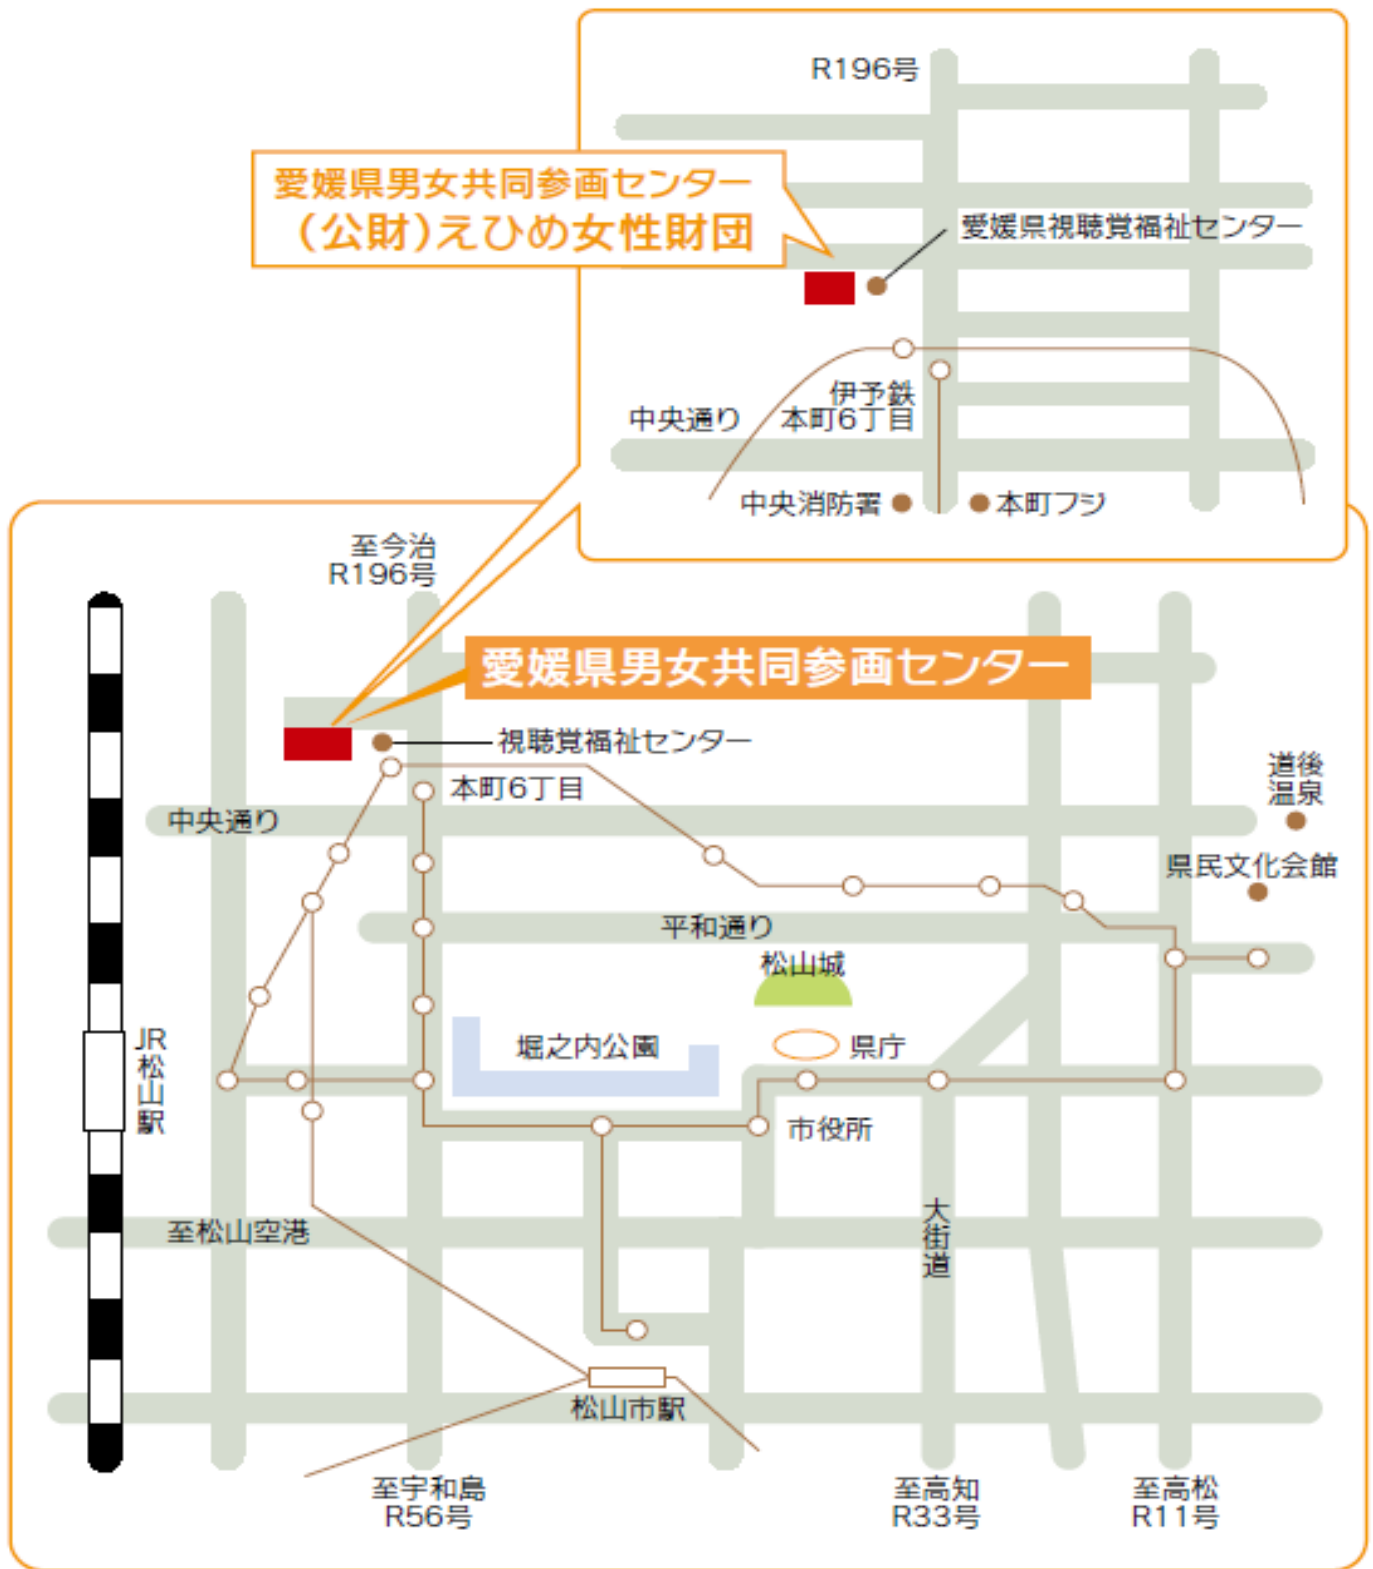 R196号
愛媛県男女共同参画センター
(公財)えひめ女性財団
愛媛県視聴覚福祉センター
伊予鉄
本町6丁目
中央通り
中央消防署
本町フジ
至今治
R196号
愛媛県男女共同参画センター
視聴覚福祉センター
本町6丁目
道後
温泉
中央通り
県民文化会館
平和通り
松山城
JR松山駅
堀之内公園
県庁
市役所
至松山空港
大街道
松山市駅
至宇和島
R56号
至高知
R33号
至高松
R11号